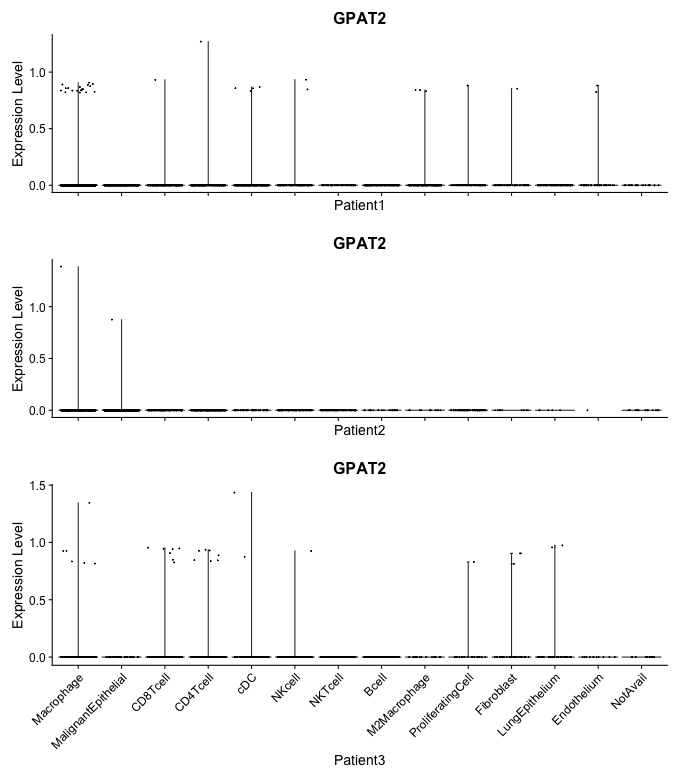 GPAT2
Expression Level
1.0
0.5
0.0
Patient1
GPAT2
Expression Level
1.0
0.5
0.0
Patient2
GPAT2
Expression Level
1.5
1.0
0.5
0.0
Macrophage
MalignantEpithelial
CD8Tcell
CD4Tcell
cDC
NKcell
NKTcell
Bcell
M2Macrophage
ProliferatingCell
Fibroblast
LungEpithelium
Endothelium
NotAvail
Patient3